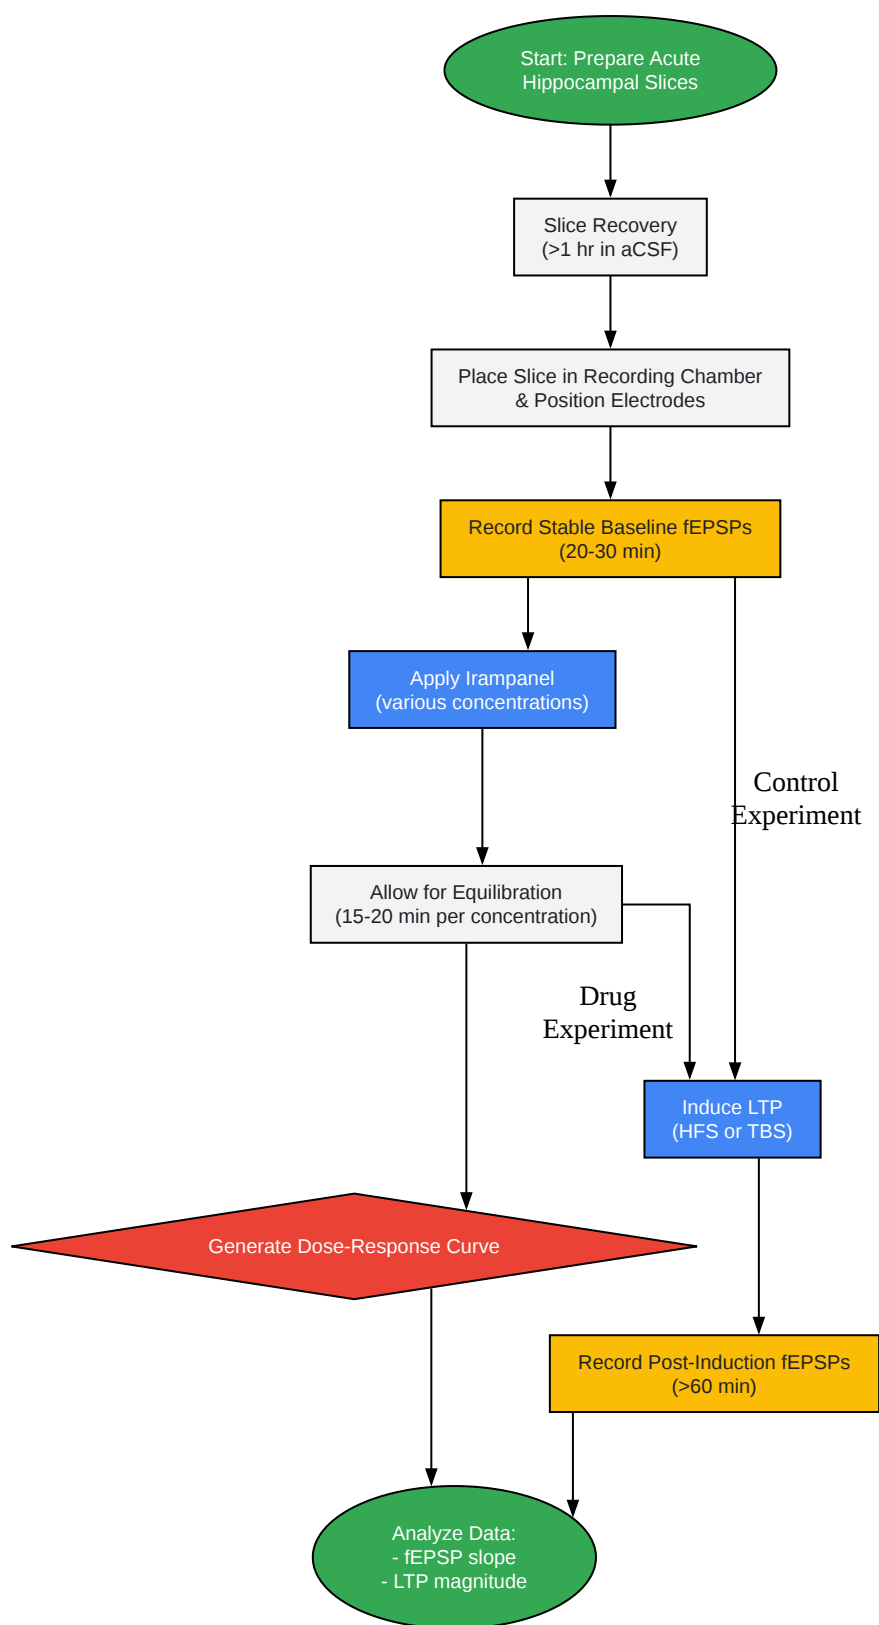 Start: Prepare Acute
Hippocampal Slices
Slice Recovery
(>1 hr in aCSF)
Place Slice in Recording Chamber
& Position Electrodes
Record Stable Baseline fEPSPs
(20-30 min)
Apply Irampanel
(various concentrations)
Control
Experiment
Allow for Equilibration
(15-20 min per concentration)
Drug
Experiment
Induce LTP
(HFS or TBS)
Generate Dose-Response Curve
Record Post-Induction fEPSPs
(>60 min)
Analyze Data:
- fEPSP slope
- LTP magnitude